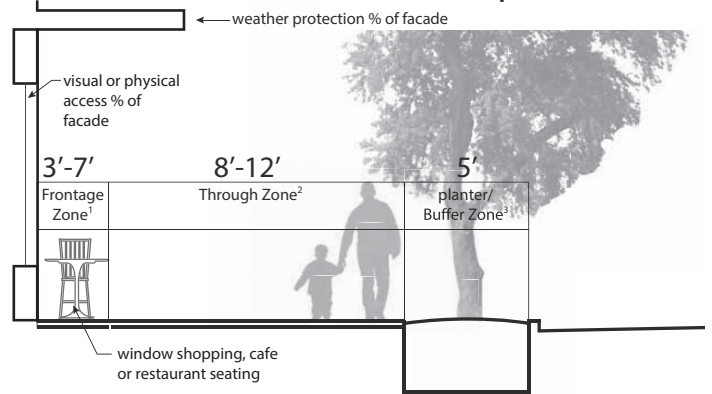 weather protection % of facade
visual or physical
access % of
facade
3’-7’ 8’-12’ 5’
Frontage
Zone1
Through Zone2
planter/
Buffer Zone3
window shopping, cafe
or restaurant seating